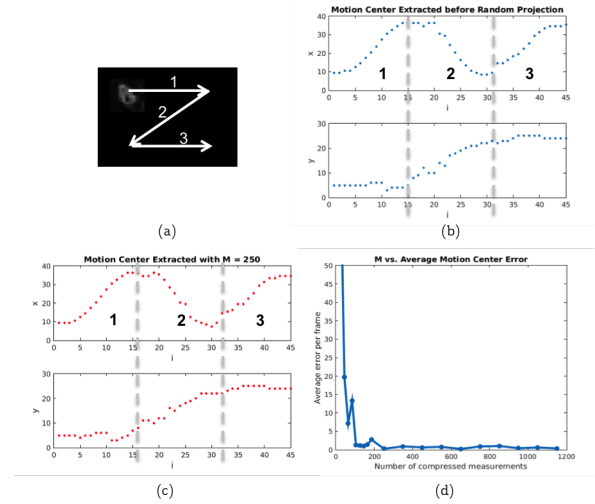 1
2
3
(a)
Motion Center Extracted before Random Projection
40
30
20
10
0
x
1 2 3
0 5 10 15 20 25 30 35 40 45
i
30
20
10
0
y
0 5 10 15 20 25 30 35 40 45
i
(b)
Motion Center Extracted with M = 250
40
30
20
10
0
x
1 2 3
0 5 10 15 20 25 30 35 40 45
i
30
20
10
0
y
0 5 10 15 20 25 30 35 40 45
i
(c)
M vs. Average Motion Center Error
50
45
40
35
30
25
20
15
10
5
0
Average error per frame
0 200 400 600 800 1000 1200
Number of compressed measurements
(d)